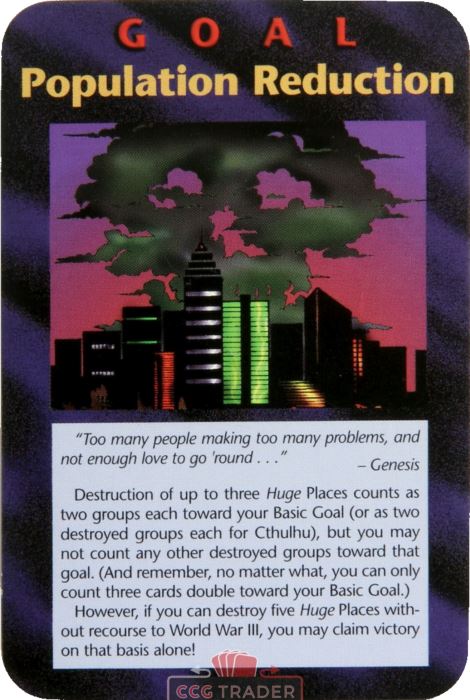 GOAL
Population Reduction
“Too many people making too many problems, and
not enough love to go 'round . . .”
– Genesis
Destruction of up to three Huge Places counts as
two groups each toward your Basic Goal (or as two
destroyed groups each for Cthulhu), but you may
not count any other destroyed groups toward that
goal. (And remember, no matter what, you can only
count three cards double toward your Basic Goal.)
However, if you can destroy five Huge Places with-
out recourse to World War III, you may claim victory
on that basis alone!
CCG TRADER